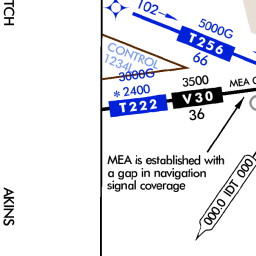 TCH
AKINS
102
5000G
T256
66
CONTROL
1234L
3000G
*2400
T222
3500
V30
36
MEA
MEA is established with
a gap in navigation
signal coverage
000.0 IDT 000